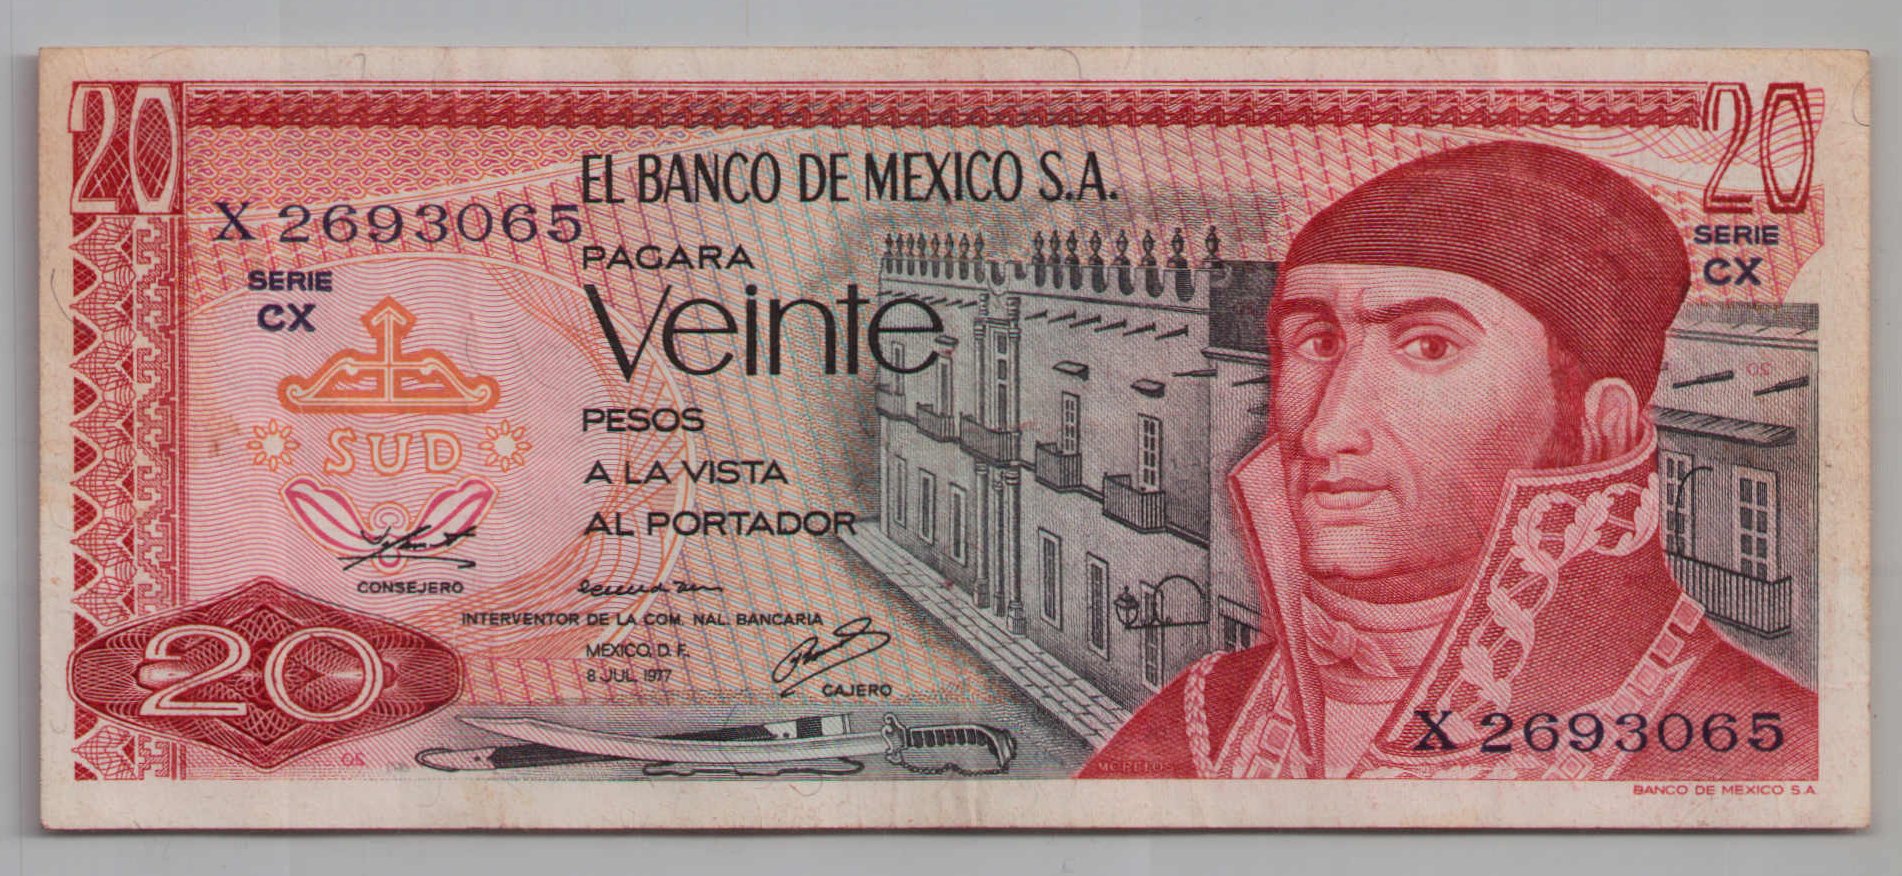 20
20
EL BANCO DE MEXICO S.A.
X 2693065
SERIE
CX
SERIE
CX
PAGARA
Veinte
PESOS
A LA VISTA
AL PORTADOR
SUD
CONSEJERO
INTERVENTOR DE LA COM. NAL. BANCARIA
MEXICO, D. F.
8 JUL. 1977
CAJERO
20
X 2693065
MORELOS
BANCO DE MEXICO S.A.